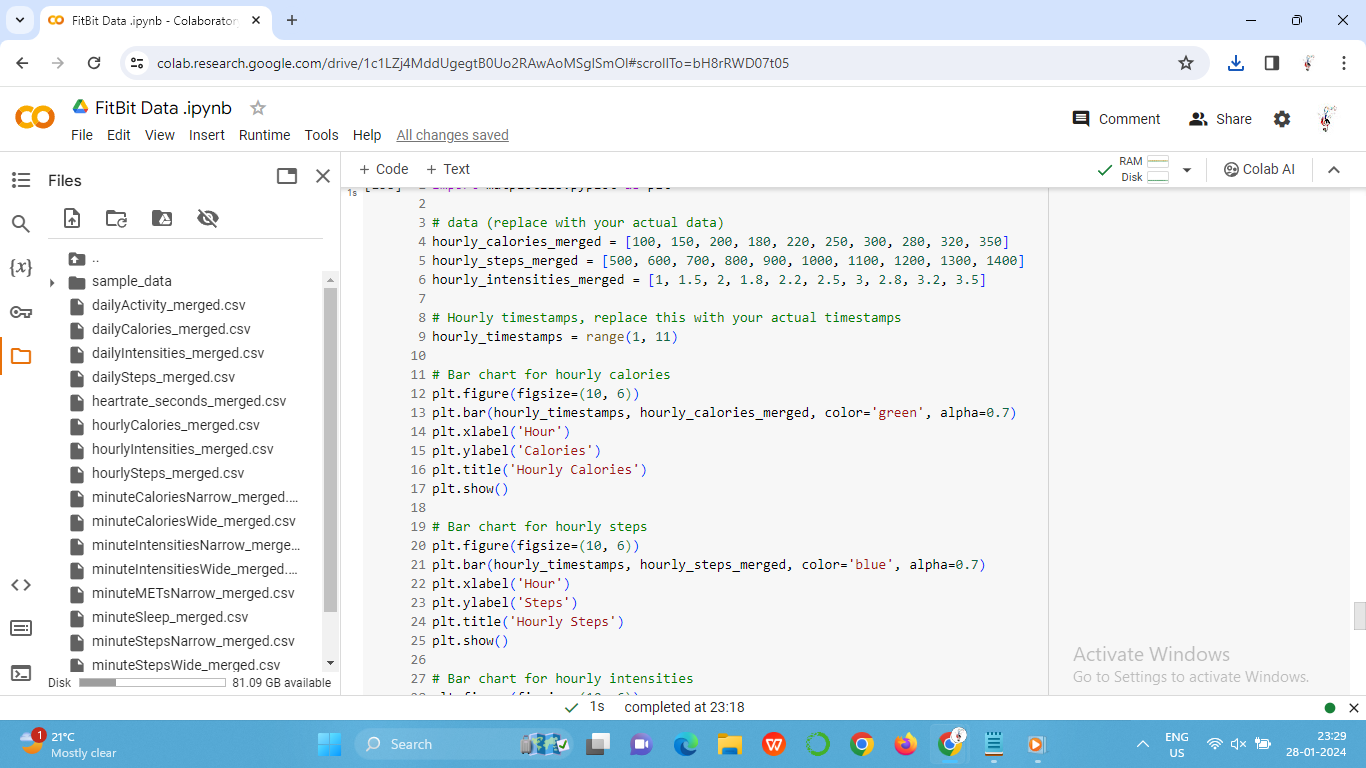 FitBit Data .ipynb - Colaborator
colab.research.google.com/drive/1c1LZj4MddUgegtB0Uo2RAwAoMSglSmOl#scrollTo=bH8rRWD07t05
FitBit Data .ipynb
File Edit View Insert Runtime Tools Help All changes saved
Comment Share
Files
+ Code + Text
RAM
Disk
Colab AI
..
sample_data
dailyActivity_merged.csv
dailyCalories_merged.csv
dailyIntensities_merged.csv
dailySteps_merged.csv
heartrate_seconds_merged.csv
hourlyCalories_merged.csv
hourlyIntensities_merged.csv
hourlySteps_merged.csv
minuteCaloriesNarrow_merged....
minuteCaloriesWide_merged.csv
minuteIntensitiesNarrow_merge...
minuteIntensitiesWide_merged....
minuteMETsNarrow_merged.csv
minuteSleep_merged.csv
minuteStepsNarrow_merged.csv
minuteStepsWide_merged.csv
Disk 81.09 GB available
1s
2
3 # data (replace with your actual data)
4 hourly_calories_merged = [100, 150, 200, 180, 220, 250, 300, 280, 320, 350]
5 hourly_steps_merged = [500, 600, 700, 800, 900, 1000, 1100, 1200, 1300, 1400]
6 hourly_intensities_merged = [1, 1.5, 2, 1.8, 2.2, 2.5, 3, 2.8, 3.2, 3.5]
7
8 # Hourly timestamps, replace this with your actual timestamps
9 hourly_timestamps = range(1, 11)
10
11 # Bar chart for hourly calories
12 plt.figure(figsize=(10, 6))
13 plt.bar(hourly_timestamps, hourly_calories_merged, color='green', alpha=0.7)
14 plt.xlabel('Hour')
15 plt.ylabel('Calories')
16 plt.title('Hourly Calories')
17 plt.show()
18
19 # Bar chart for hourly steps
20 plt.figure(figsize=(10, 6))
21 plt.bar(hourly_timestamps, hourly_steps_merged, color='blue', alpha=0.7)
22 plt.xlabel('Hour')
23 plt.ylabel('Steps')
24 plt.title('Hourly Steps')
25 plt.show()
26
27 # Bar chart for hourly intensities
Activate Windows
Go to Settings to activate Windows.
1s completed at 23:18
1
21°C
Mostly clear
Search
ENG
US
23:29
28-01-2024